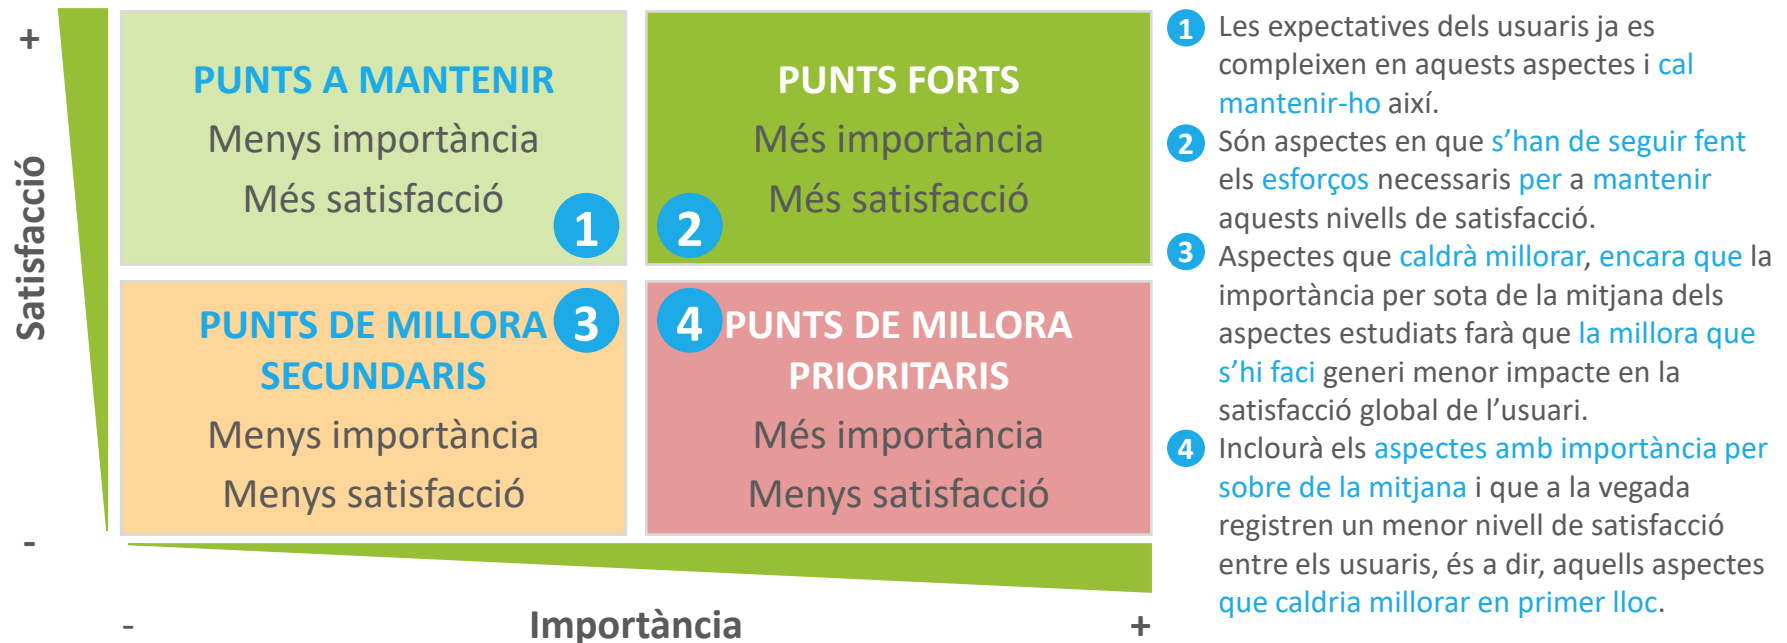 +
Satisfacció
-
PUNTS A MANTENIR
Menys importància
Més satisfacció
1
PUNTS FORTS
Més importància
Més satisfacció
2
PUNTS DE MILLORA
SECUNDARIS
Menys importància
Menys satisfacció
3
4
PUNTS DE MILLORA
PRIORITARIS
Més importància
Menys satisfacció
-
Importància
+
1 Les expectatives dels usuaris ja es
compleixen en aquests aspectes i cal
mantenir-ho així.
2 Són aspectes en que s’han de seguir fent
els esforços necessaris per a mantenir
aquests nivells de satisfacció.
3 Aspectes que caldrà millorar, encara que la
importància per sota de la mitjana dels
aspectes estudiats farà que la millora que
s’hi faci generi menor impacte en la
satisfacció global de l’usuari.
4 Inclourà els aspectes amb importància per
sobre de la mitjana i que a la vegada
registren un menor nivell de satisfacció
entre els usuaris, és a dir, aquells aspectes
que caldria millorar en primer lloc.